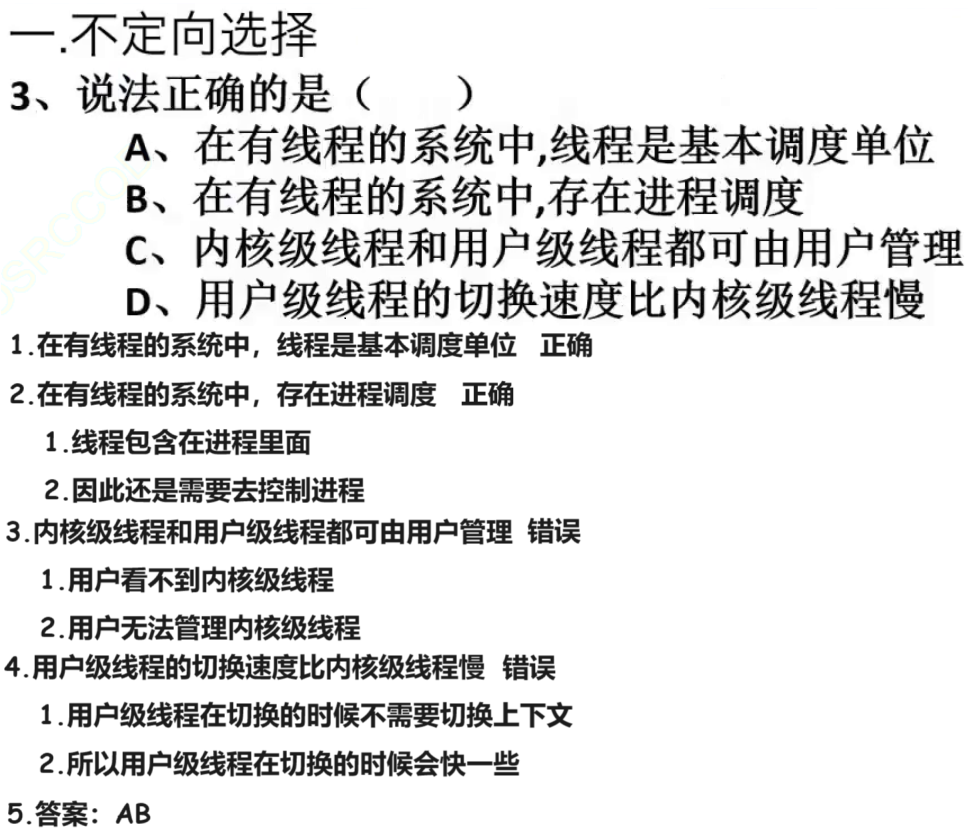 一.不定向选择
3、说法正确的是（　　）
A、在有线程的系统中,线程是基本调度单位
B、在有线程的系统中,存在进程调度
C、内核级线程和用户级线程都可由用户管理
D、用户级线程的切换速度比内核级线程慢
1.在有线程的系统中，线程是基本调度单位 正确
2.在有线程的系统中，存在进程调度 正确
1.线程包含在进程里面
2.因此还是需要去控制进程
3.内核级线程和用户级线程都可由用户管理 错误
1.用户看不到内核级线程
2.用户无法管理内核级线程
4.用户级线程的切换速度比内核级线程慢 错误
1.用户级线程在切换的时候不需要切换上下文
2.所以用户级线程在切换的时候会快一些
5.答案：AB